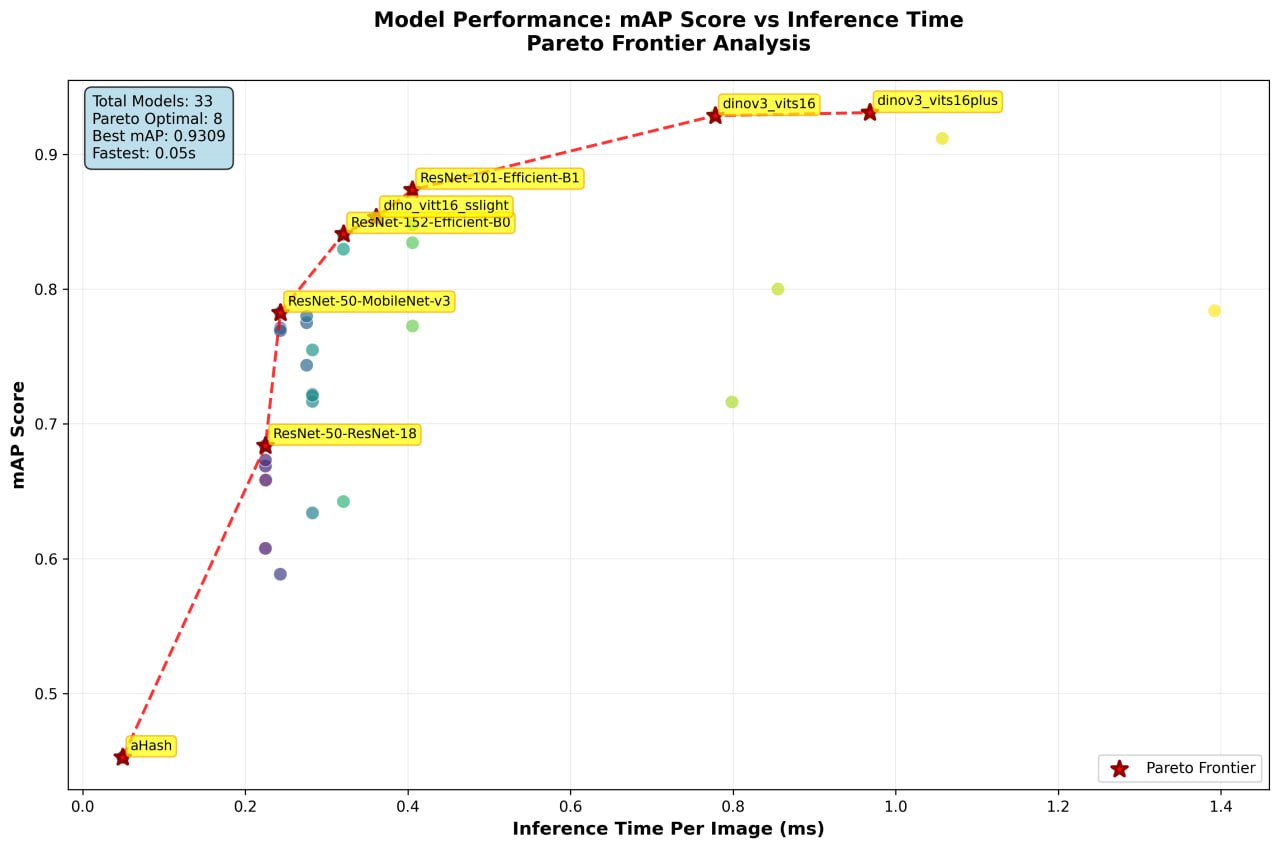 Model Performance: mAP Score vs Inference Time
Pareto Frontier Analysis
Total Models: 33
Pareto Optimal: 8
Best mAP: 0.9309
Fastest: 0.05s
dinov3_vits16
dinov3_vits16plus
ResNet-101-Efficient-B1
dino_vitt16_sslight
ResNet-152-Efficient-B0
ResNet-50-MobileNet-v3
ResNet-50-ResNet-18
aHash
Pareto Frontier
mAP Score
0.9
0.8
0.7
0.6
0.5
0.0 0.2 0.4 0.6 0.8 1.0 1.2 1.4
Inference Time Per Image (ms)